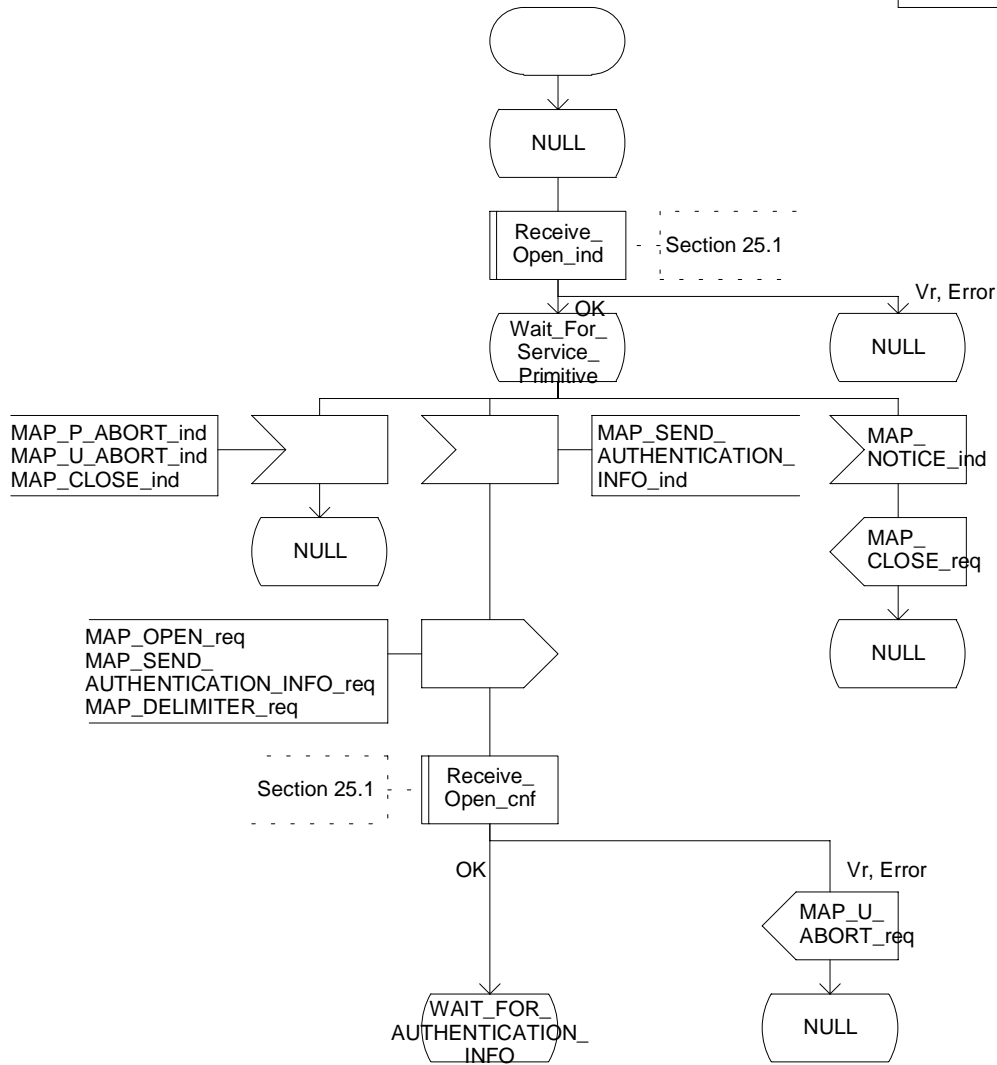 NULL
Receive_
Open_ind
Section 25.1
Vr, Error
OK
Wait_For_
Service_
Primitive
NULL
MAP_P_ABORT_ind
MAP_U_ABORT_ind
MAP_CLOSE_ind
MAP_SEND_
AUTHENTICATION_
INFO_ind
MAP_
NOTICE_ind
NULL
MAP_
CLOSE_req
MAP_OPEN_req
MAP_SEND_
AUTHENTICATION_INFO_req
MAP_DELIMITER_req
NULL
Section 25.1
Receive_
Open_cnf
OK
Vr, Error
MAP_U_
ABORT_req
WAIT_FOR_
AUTHENTICATION_
INFO
NULL